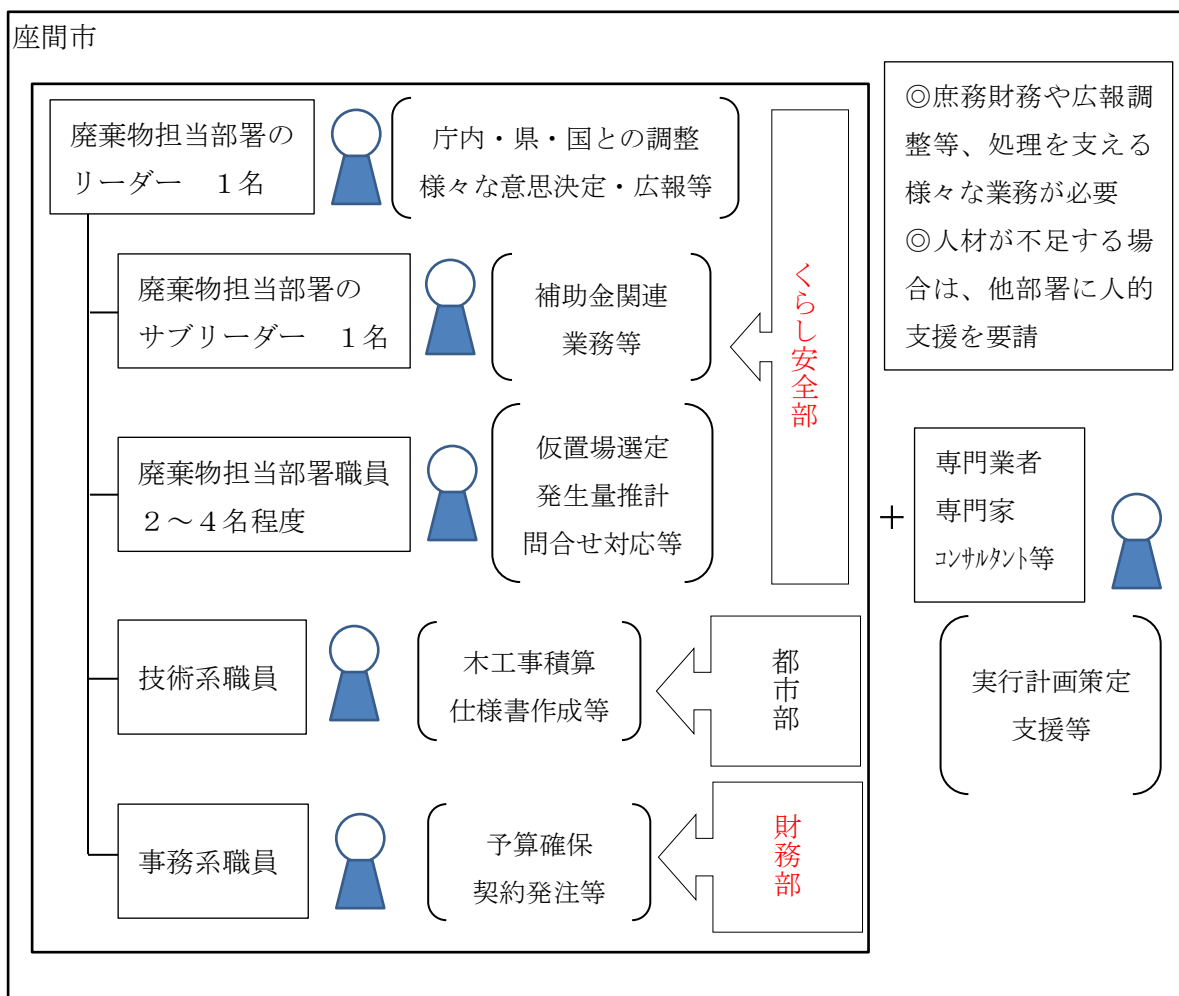 座間市
廃棄物担当部署の
リーダー　１名
庁内・県・国との調整
様々な意思決定・広報等
廃棄物担当部署の
サブリーダー　１名
補助金関連
業務等
廃棄物担当部署職員
２～４名程度
仮置場選定
発生量推計
問合せ対応等
くらし安全部
技術系職員
木工事積算
仕様書作成等
都市部
事務系職員
予算確保
契約発注等
財務部
◎庶務財務や広報調
整等、処理を支える
様々な業務が必要
◎人材が不足する場
合は、他部署に人的
支援を要請
＋
専門業者
専門家
ｺﾝｻﾙﾀﾝﾄ等
実行計画策定
支援等